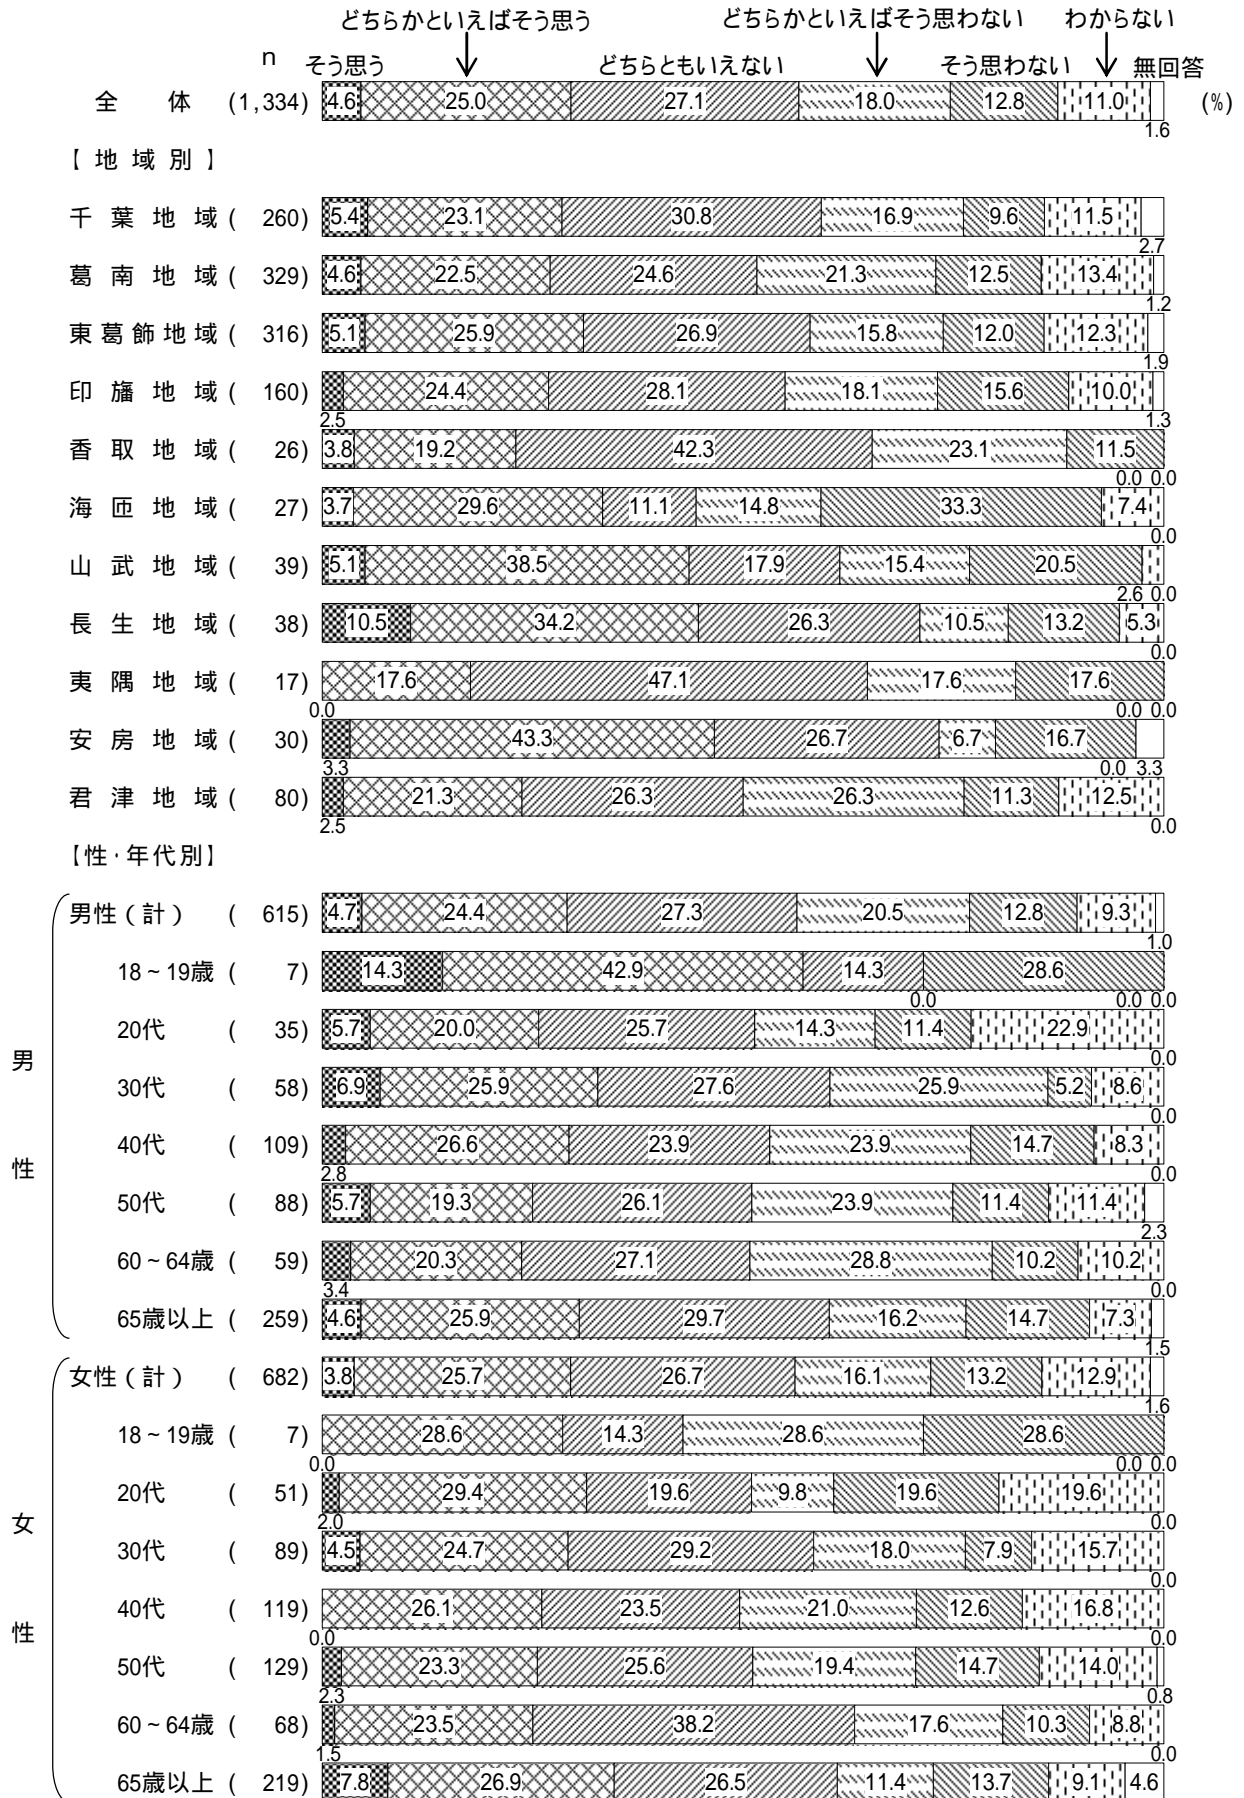 どちらかといえばそう思う どちらかといえばそう思わない わからない
n そう思う どちらともいえない そう思わない 無回答
全体 (1,334) 4.6 25.0 27.1 18.0 12.8 11.0 (%)
1.6
【地域別】
千葉地域 ( 260) 5.4 23.1 30.8 16.9 9.6 11.5
2.7
葛南地域 ( 329) 4.6 22.5 24.6 21.3 12.5 13.4
1.2
東葛飾地域 ( 316) 5.1 25.9 26.9 15.8 12.0 12.3
1.9
印旛地域 ( 160) 24.4 28.1 18.1 15.6 10.0
2.5 1.3
香取地域 ( 26) 3.8 19.2 42.3 23.1 11.5
0.0 0.0
海匝地域 ( 27) 3.7 29.6 11.1 14.8 33.3 7.4
0.0
山武地域 ( 39) 5.1 38.5 17.9 15.4 20.5
2.6 0.0
長生地域 ( 38) 10.5 34.2 26.3 10.5 13.2 5.3
0.0
夷隅地域 ( 17) 17.6 47.1 17.6 17.6
0.0 0.0 0.0
安房地域 ( 30) 43.3 26.7 6.7 16.7
3.3 0.0 3.3
君津地域 ( 80) 21.3 26.3 26.3 11.3 12.5
2.5 0.0
【性・年代別】
男性（計） ( 615) 4.7 24.4 27.3 20.5 12.8 9.3
1.0
18～19歳 ( 7) 14.3 42.9 14.3 28.6
0.0 0.0 0.0
20代 ( 35) 5.7 20.0 25.7 14.3 11.4 22.9
0.0
男
30代 ( 58) 6.9 25.9 27.6 25.9 5.2 8.6
0.0
40代 ( 109) 26.6 23.9 23.9 14.7 8.3
性
2.8 0.0
50代 ( 88) 5.7 19.3 26.1 23.9 11.4 11.4
2.3
60～64歳 ( 59) 20.3 27.1 28.8 10.2 10.2
3.4 0.0
65歳以上 ( 259) 4.6 25.9 29.7 16.2 14.7 7.3
1.5
女性（計） ( 682) 3.8 25.7 26.7 16.1 13.2 12.9
1.6
18～19歳 ( 7) 28.6 14.3 28.6 28.6
0.0 0.0 0.0
20代 ( 51) 29.4 19.6 9.8 19.6 19.6
2.0 0.0
女
30代 ( 89) 4.5 24.7 29.2 18.0 7.9 15.7
0.0
40代 ( 119) 26.1 23.5 21.0 12.6 16.8
性
0.0 0.0
50代 ( 129) 23.3 25.6 19.4 14.7 14.0
2.3 0.8
60～64歳 ( 68) 23.5 38.2 17.6 10.3 8.8
1.5 0.0
65歳以上 ( 219) 7.8 26.9 26.5 11.4 13.7 9.1 4.6